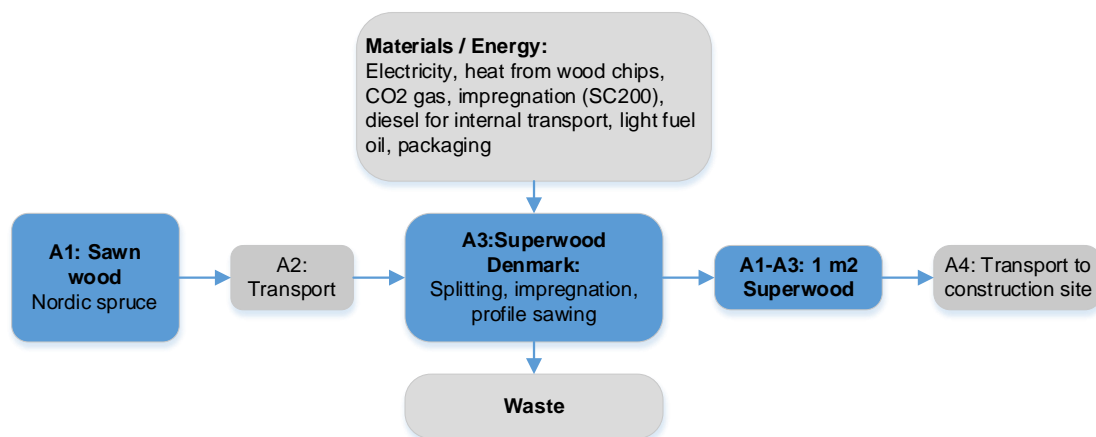 Materials / Energy:
Electricity, heat from wood chips,
CO2 gas, impregnation (SC200),
diesel for internal transport, light fuel
oil, packaging
A1: Sawn
wood
Nordic spruce
A2:
Transport
A3:Superwood
Denmark:
Splitting, impregnation,
profile sawing
A1-A3: 1 m2
Superwood
A4: Transport to
construction site
Waste